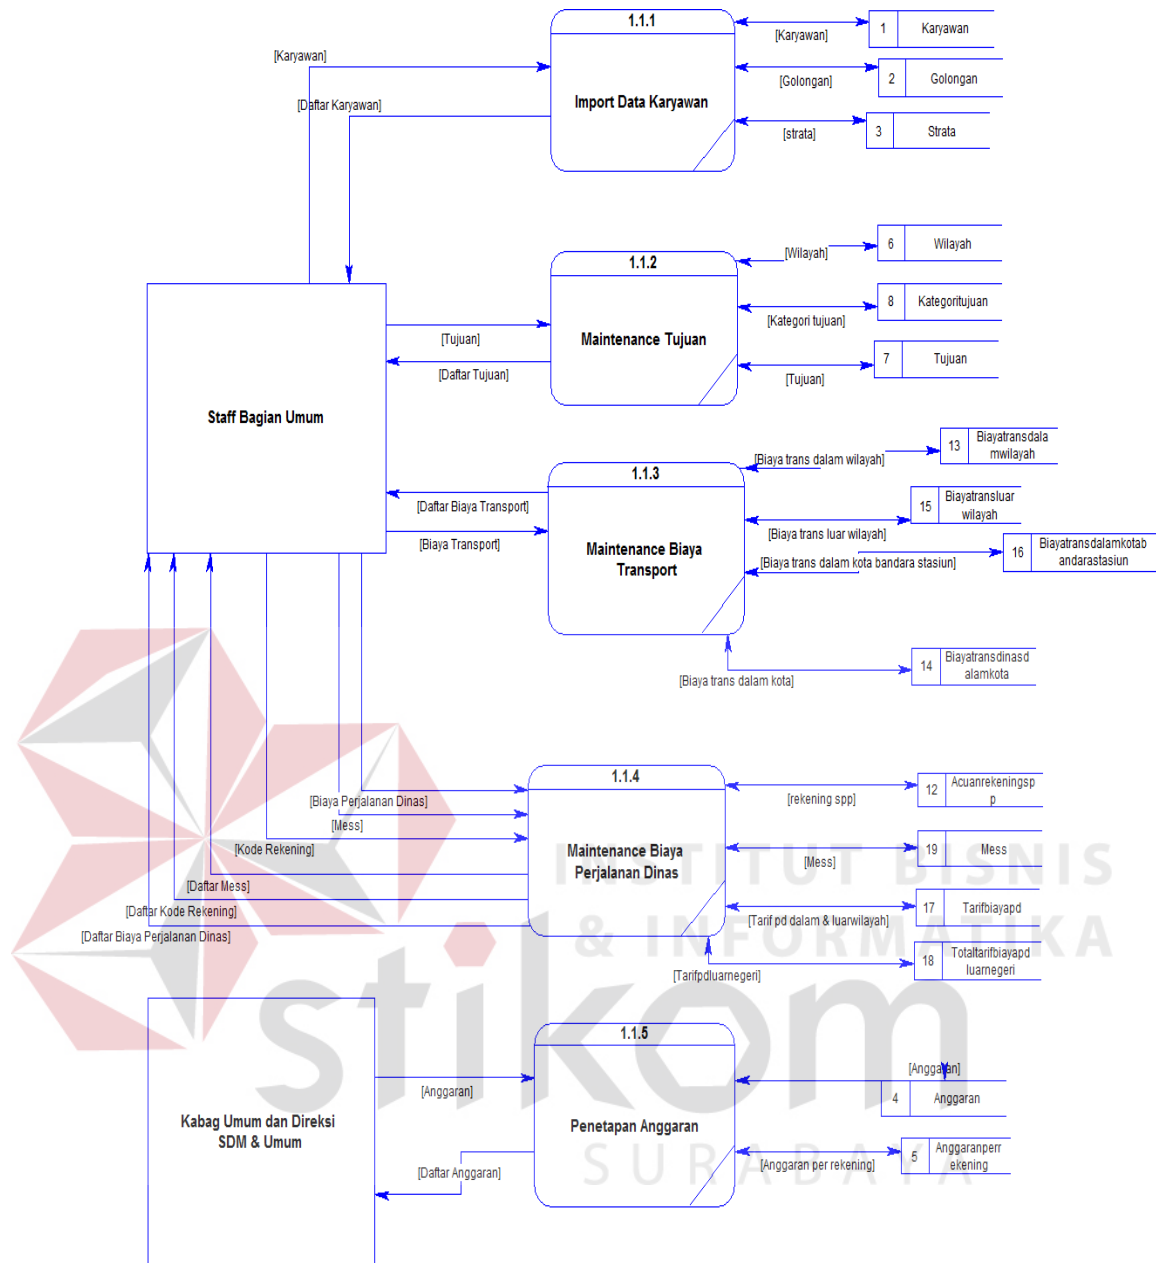 1.1.1
Import Data Karyawan
[Karyawan]
[Daftar Karyawan]
[Karyawan]
1 Karyawan
[Golongan]
2 Golongan
[strata]
3 Strata
1.1.2
Maintenance Tujuan
[Wilayah]
6 Wilayah
[Kategori tujuan]
8 Kategoritujuan
[Tujuan]
7 Tujuan
[Tujuan]
[Daftar Tujuan]
Staff Bagian Umum
1.1.3
Maintenance Biaya
Transport
[Daftar Biaya Transport]
[Biaya Transport]
[Biaya trans dalam wilayah]
13 Biayatransdala
mwilayah
[Biaya trans luar wilayah]
15 Biayatransluar
wilayah
[Biaya trans dalam kota bandara stasiun]
16 Biayatransdalamkotab
andarastasiun
[Biaya trans dalam kota]
14 Biayatransdinasd
alamkota
1.1.4
Maintenance Biaya
Perjalanan Dinas
[Biaya Perjalanan Dinas]
[Mess]
[Kode Rekening]
[Daftar Mess]
[Daftar Kode Rekening]
[Daftar Biaya Perjalanan Dinas]
[rekening spp]
12 Acuanrekeningsp
p
[Mess]
19 Mess
[Tarif pd dalam & luarwilayah]
17 Tarifbiayapd
[Tarifpdluarnegeri]
18 Totaltarifbiayapd
luarnegeri
1.1.5
Penetapan Anggaran
Kabag Umum dan Direksi
SDM & Umum
[Anggaran]
[Daftar Anggaran]
[Anggaran]
4 Anggaran
[Anggaran per rekening]
5 Anggaranperr
ekening
INSTITUT BISNIS
& INFORMATIKA
stikom
SURABAYA